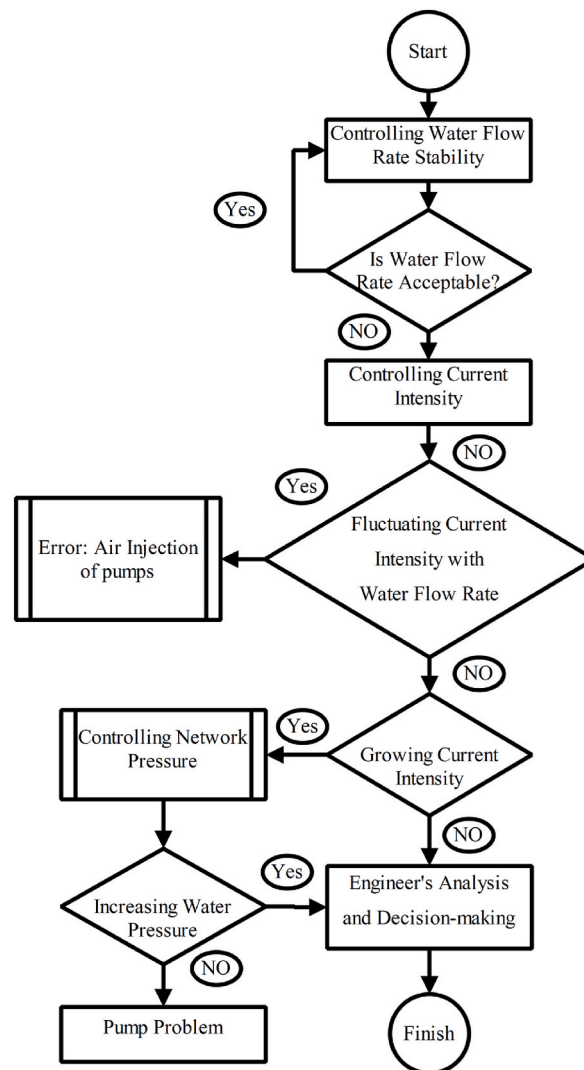 Start
Controlling Water Flow
Rate Stability
Yes
Is Water Flow
Rate Acceptable?
NO
Controlling Current
Intensity
NO
Yes
Fluctuating Current
Intensity with
Water Flow Rate
Error: Air Injection
of pumps
NO
Yes
Growing Current
Intensity
Controlling Network
Pressure
NO
Yes
Increasing Water
Pressure
Engineer's Analysis
and Decision-making
NO
Pump Problem
Finish